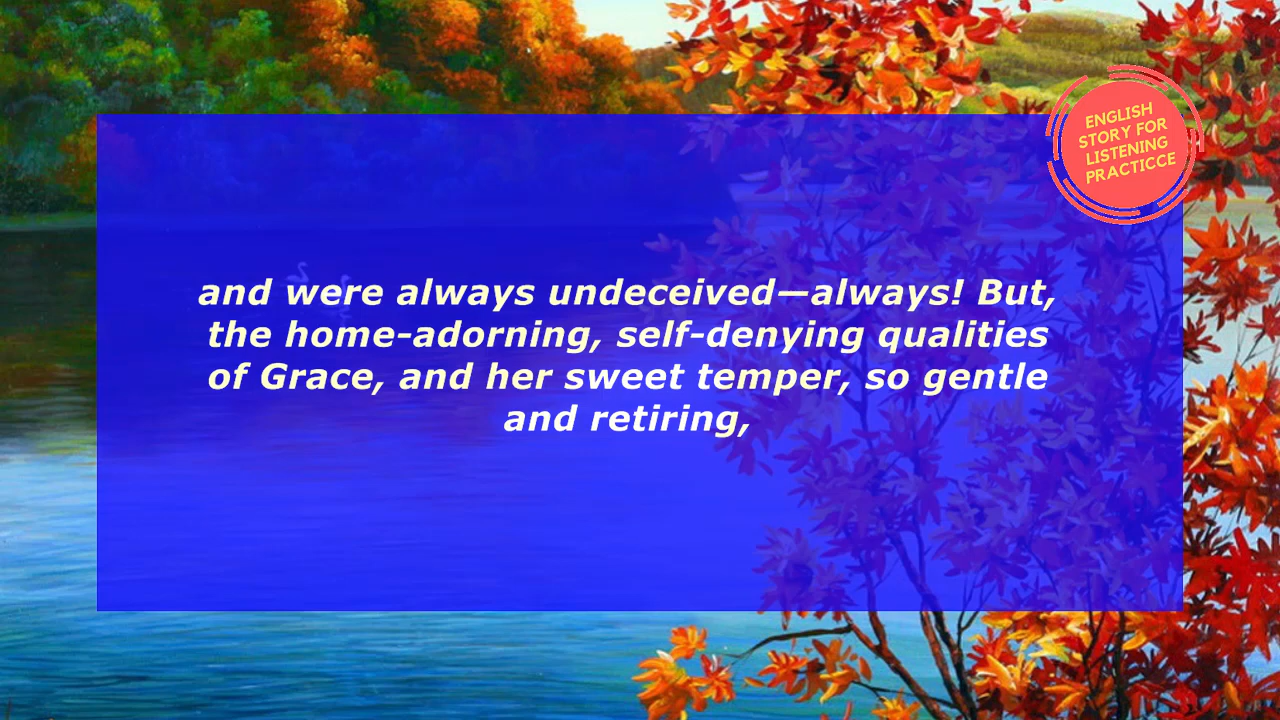 ENGLISH
STORY FOR
LISTENING
PRACTICCE
and were always undeceived—always! But,
the home-adorning, self-denying qualities
of Grace, and her sweet temper, so gentle
and retiring,